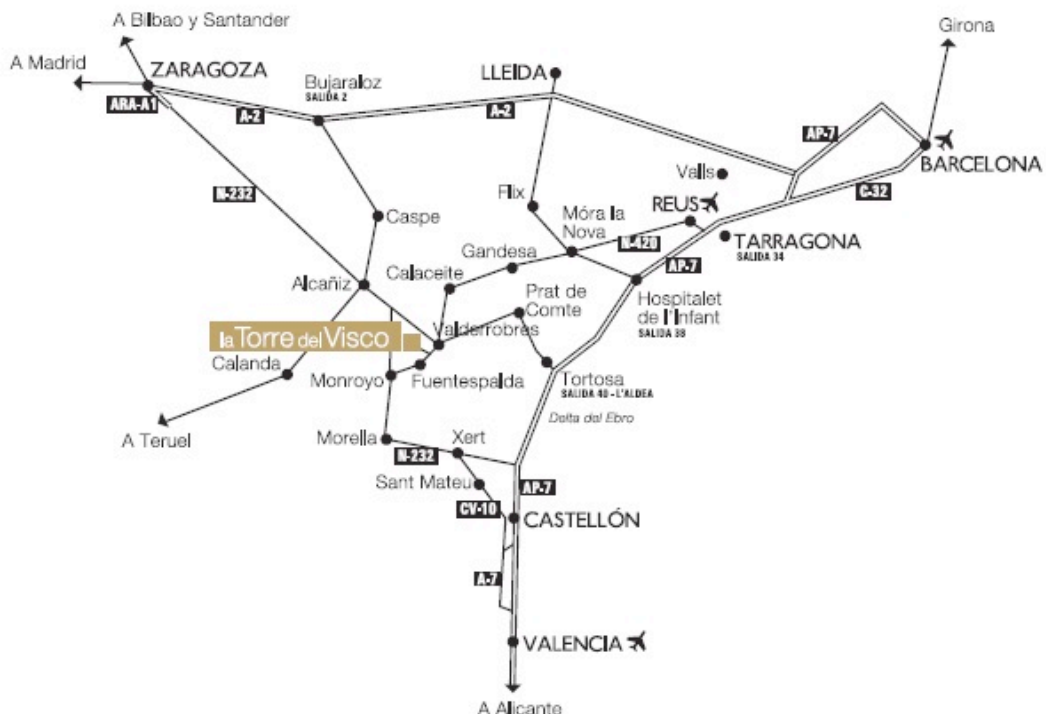 A Bilbao y Santander
Girona
A Madrid
ZARAGOZA
Bujaraloz
SALIDA 2
LLEIDA
ARA-A1
A-2
A-2
AP-7
BARCELONA
Valls
C-32
N-232
Flix
REUS
Caspe
Móra la
Nova
N-420
TARRAGONA
SALIDA 34
Gandesa
AP-7
Calaceite
Alcañiz
Prat de
Comte
Hospitalet
de l'Infant
SALIDA 38
la Torre del Visco
Valderrobres
Calanda
Monroyo
Fuentespalda
Tortosa
SALIDA 40 - L'ALDEA
Delta del Ebro
A Teruel
Morella
Xert
N-232
Sant Mateu
AP-7
CV-10
CASTELLÓN
A-7
VALENCIA
A Alicante